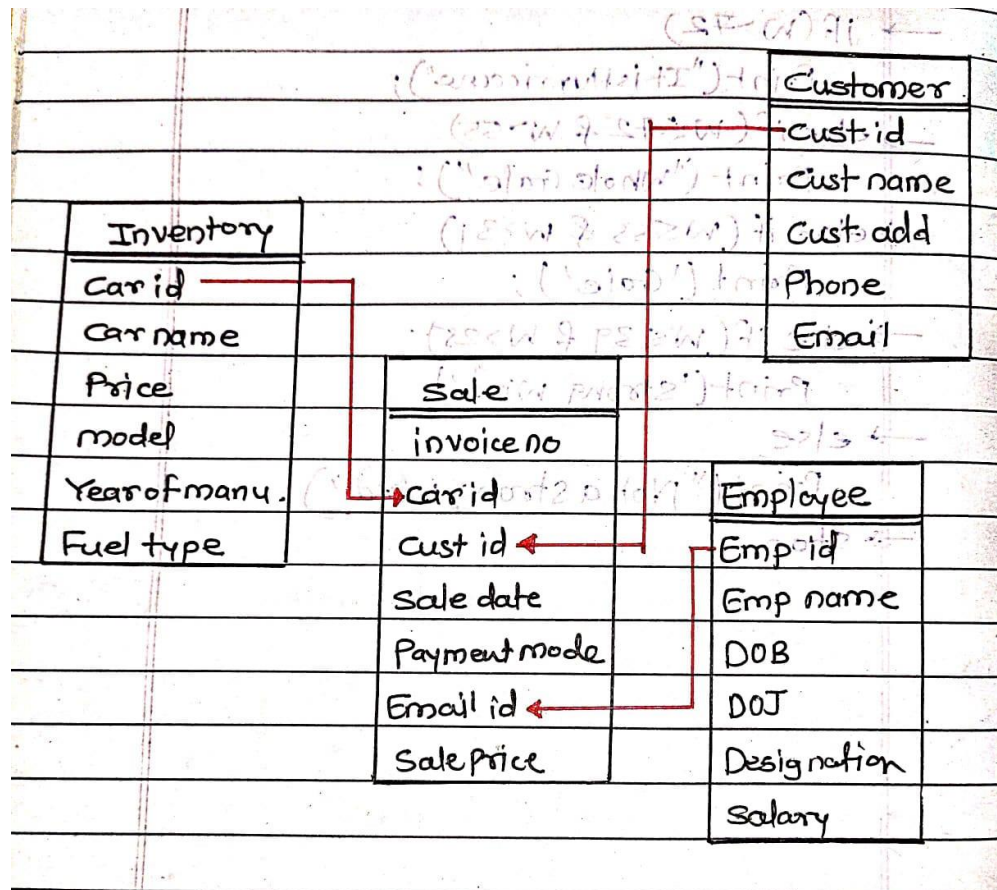 Customer
Cust id
Cust name
Cust add
Phone
Email
Inventory
Car id
Car name
Price
model
Year of manu.
Fuel type
Sale
invoice no
car id
Cust id
Sale date
Payment mode
Email id
Sale Price
Employee
Emp id
Emp name
DOB
DOJ
Designation
Salary